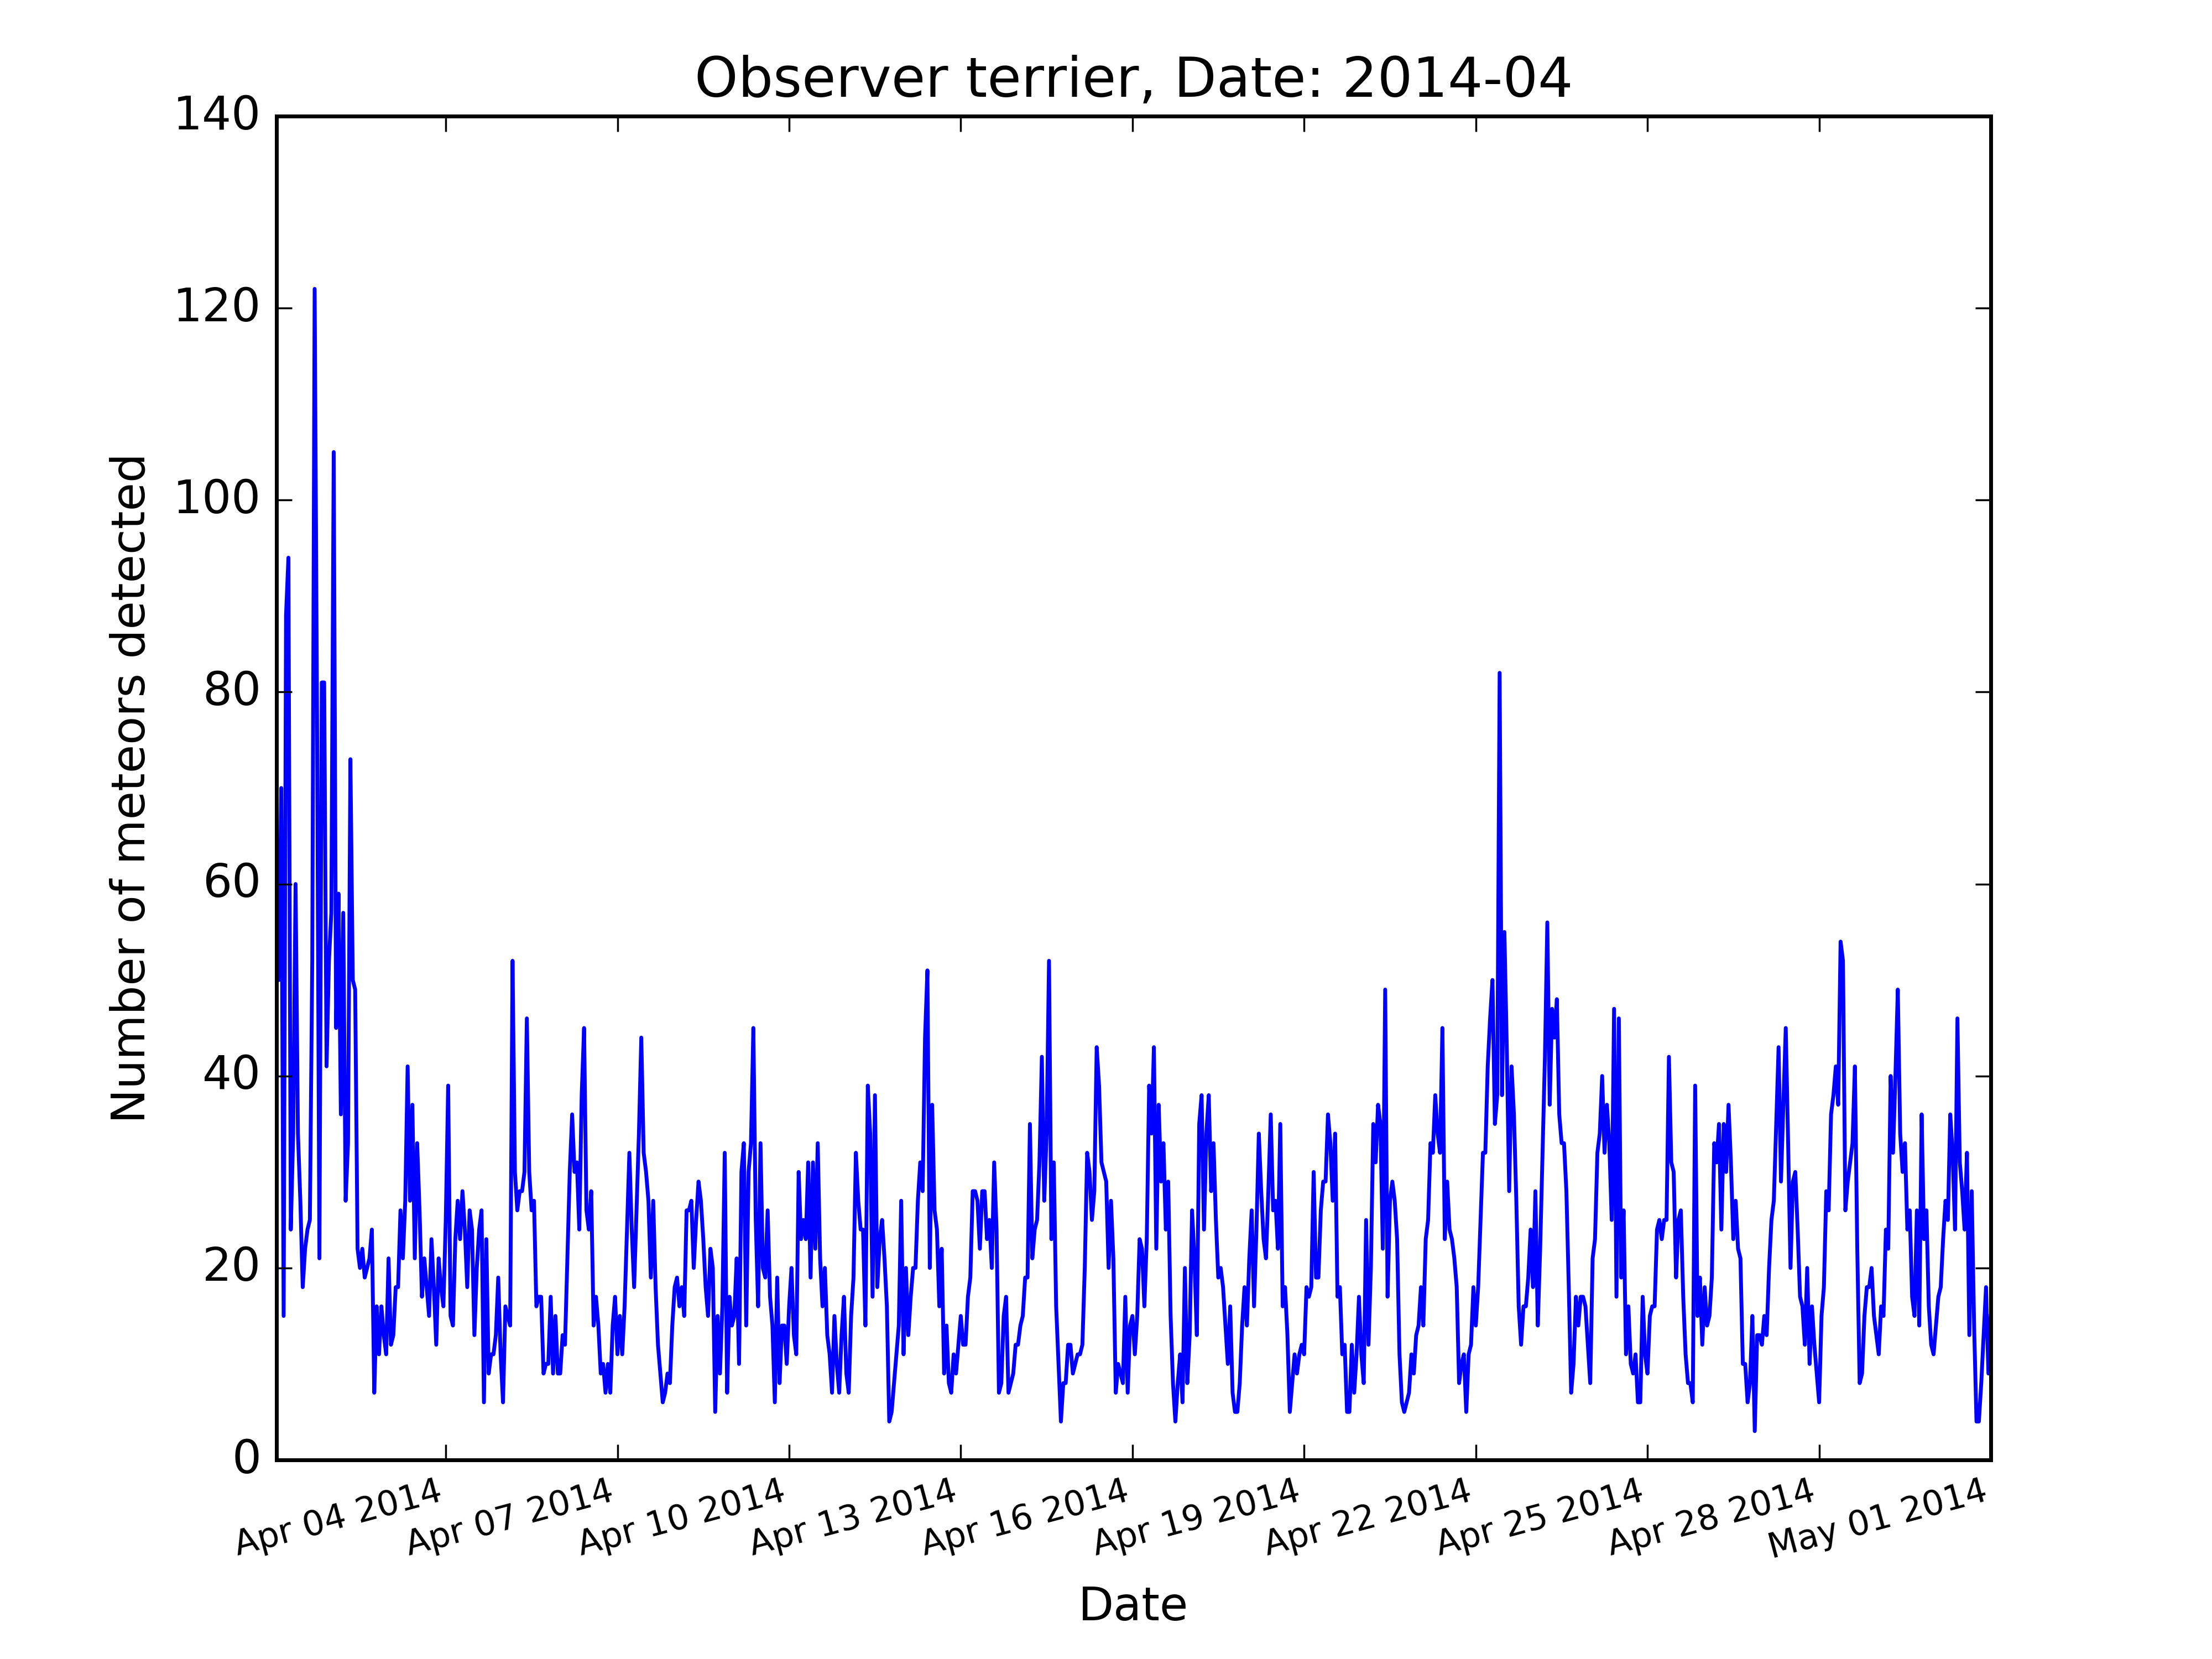 Observer terrier, Date: 2014-04
140
120
100
80
60
40
20
0
Number of meteors detected
Apr 04 2014
Apr 07 2014
Apr 10 2014
Apr 13 2014
Apr 16 2014
Apr 19 2014
Apr 22 2014
Apr 25 2014
Apr 28 2014
May 01 2014
Date